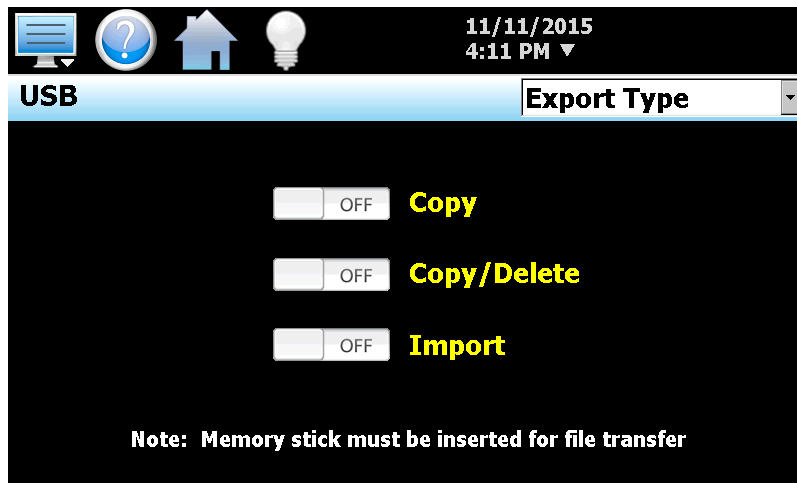 ?
11/11/2015
4:11 PM ▼
USB
Export Type
OFF Copy
OFF Copy/Delete
OFF Import
Note: Memory stick must be inserted for file transfer